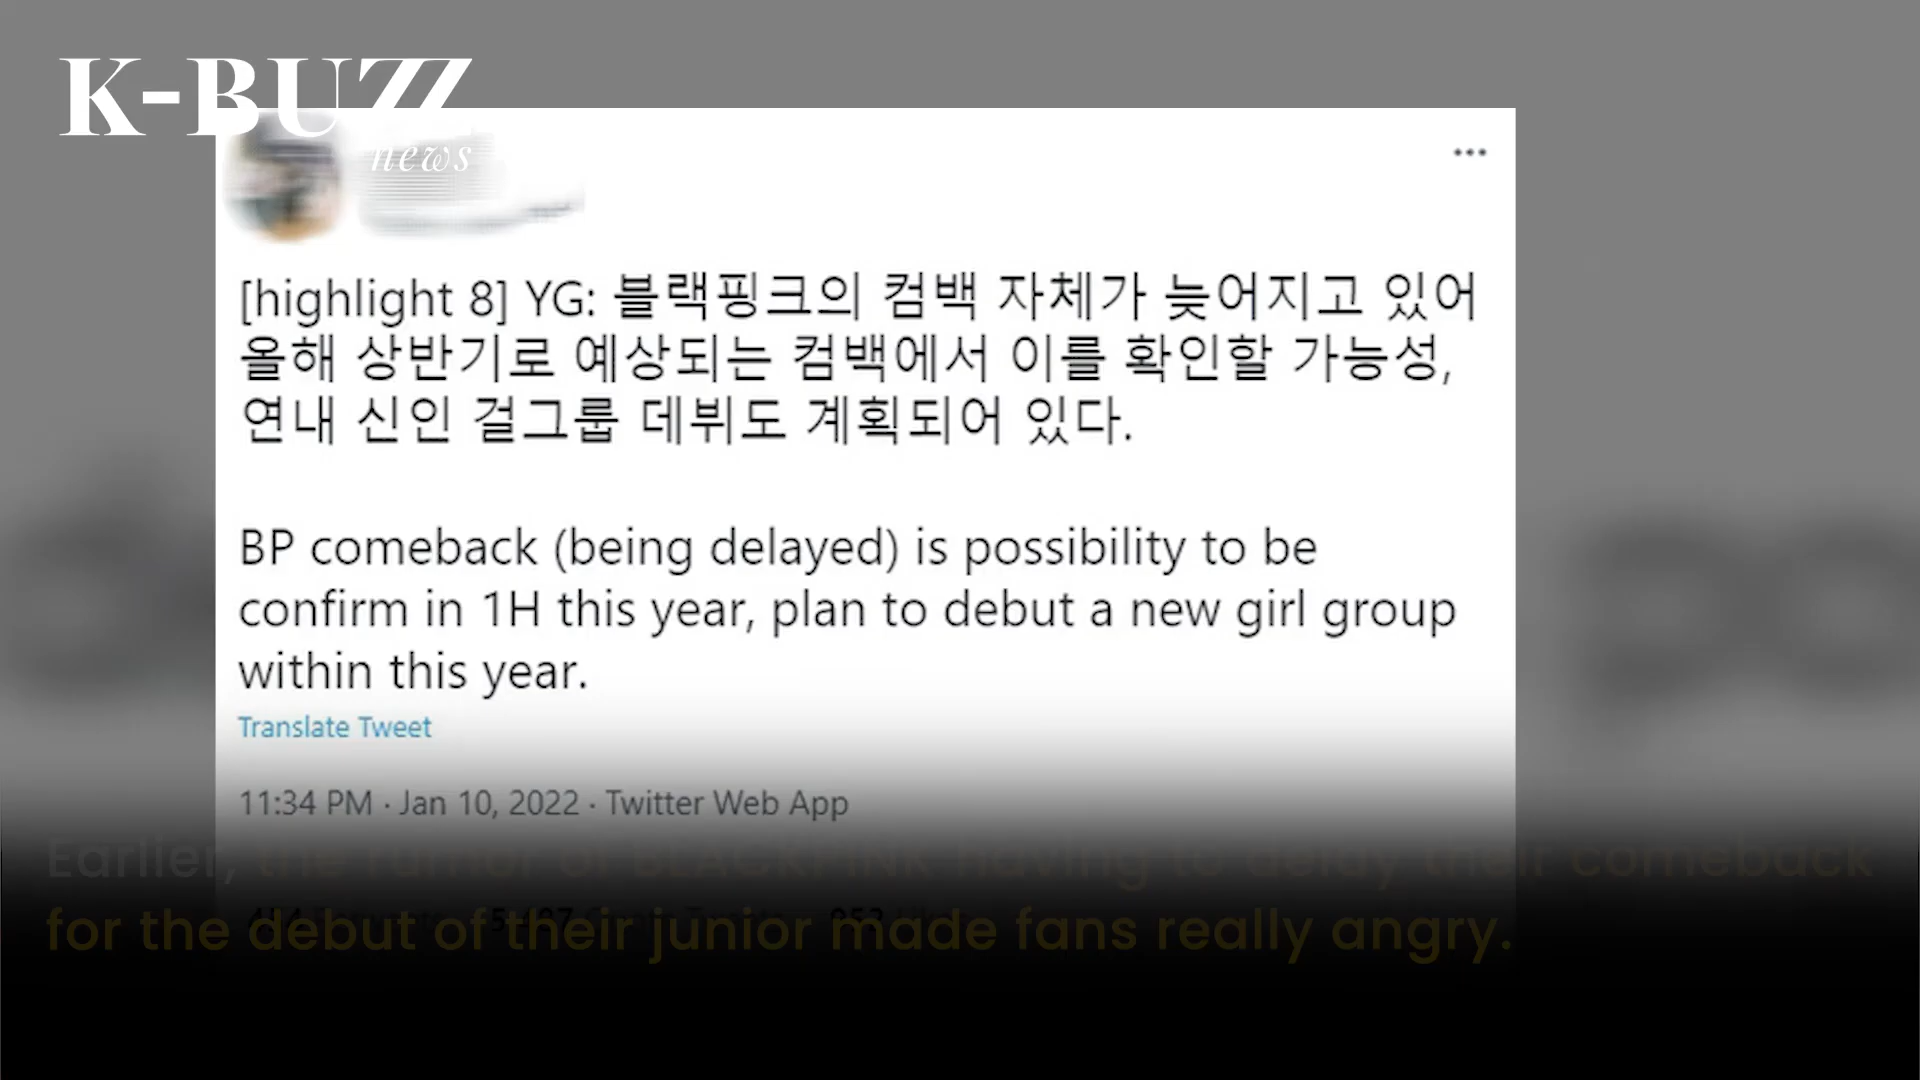 K-BUZZ
news
[highlight 8] YG: 블랙핑크의 컴백 자체가 늦어지고 있어
올해 상반기로 예상되는 컴백에서 이를 확인할 가능성,
연내 신인 걸그룹 데뷔도 계획되어 있다.
BP comeback (being delayed) is possibility to be
confirm in 1H this year, plan to debut a new girl group
within this year.
Translate Tweet
11:34 PM · Jan 10, 2022 · Twitter Web App
Earlier, the rumor of BLACKPINK having to delay their comeback
for the debut of their junior made fans really angry.